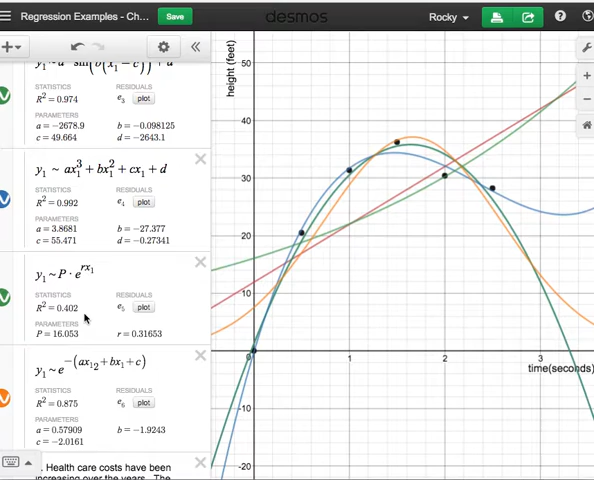 Regression Examples - Ch...
Save
desmos
Rocky
y₁~a sin(b(x₁−c))+d
STATISTICS
RESIDUALS
R²=0.974
e₃
plot
PARAMETERS
a=−2678.9
b=−0.098125
c=49.664
d=−2643.1
y₁ ~ ax₁³+bx₁²+cx₁+d
STATISTICS
RESIDUALS
R²=0.992
e₄
plot
PARAMETERS
a=3.8681
b=−27.377
c=55.471
d=−0.27341
y₁~P·e^(rx₁)
STATISTICS
RESIDUALS
R²=0.402
e₅
plot
PARAMETERS
P=16.053
r=0.31653
y₁~e^−(ax₁₂+bx₁+c)
STATISTICS
RESIDUALS
R²=0.875
e₆
plot
PARAMETERS
a=0.57909
b=−1.9243
c=−2.0161
. Health care costs have been
increasing over the years. The
height (feet)
50
40
30
20
10
0
-10
-20
1
2
3
time(seconds)